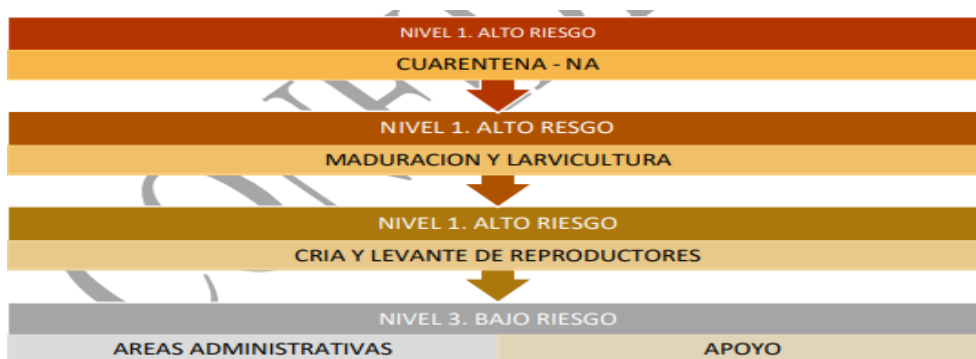 NIVEL 1. ALTO RIESGO
CUARENTENA - NA
NIVEL 1. ALTO RESGO
MADURACION Y LARVICULTURA
NIVEL 1. ALTO RIESGO
CRIA Y LEVANTE DE REPRODUCTORES
NIVEL 3. BAJO RIESGO
AREAS ADMINISTRATIVAS APOYO